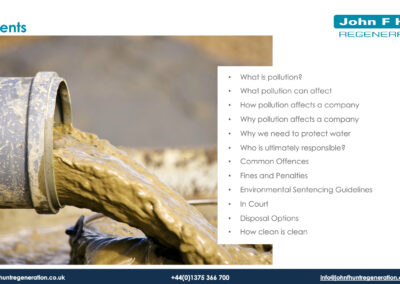 ents
John F H
REGENERA
• What is pollution?
• What pollution can affect
• How pollution affects a company
• Why pollution affects a company
• Why we need to protect water
• Who is ultimately responsible?
• Common Offences
• Fines and Penalties
• Environmental Sentencing Guidelines
• In Court
• Disposal Options
• How clean is clean
huntregeneration.co.uk
+44(0)1375 366 700
info@johnfhuntregeneration.c